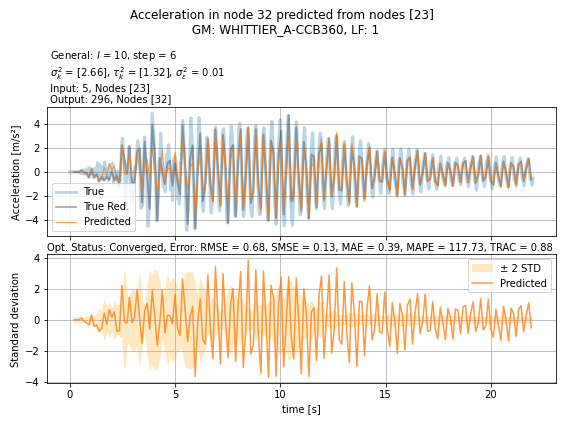 Acceleration in node 32 predicted from nodes [23]
GM: WHITTIER_A-CCB360, LF: 1
General: l = 10, step = 6
σ²ₖ = [2.66], τ²ₖ = [1.32], σ²ε = 0.01
Input: 5, Nodes [23]
Output: 296, Nodes [32]
Acceleration [m/s²]
4
2
0
−2
−4
True
True Red.
Predicted
Opt. Status: Converged, Error: RMSE = 0.68, SMSE = 0.13, MAE = 0.39, MAPE = 117.73, TRAC = 0.88
Standard deviation
4
2
0
−2
−4
± 2 STD
Predicted
0
5
10
15
20
time [s]